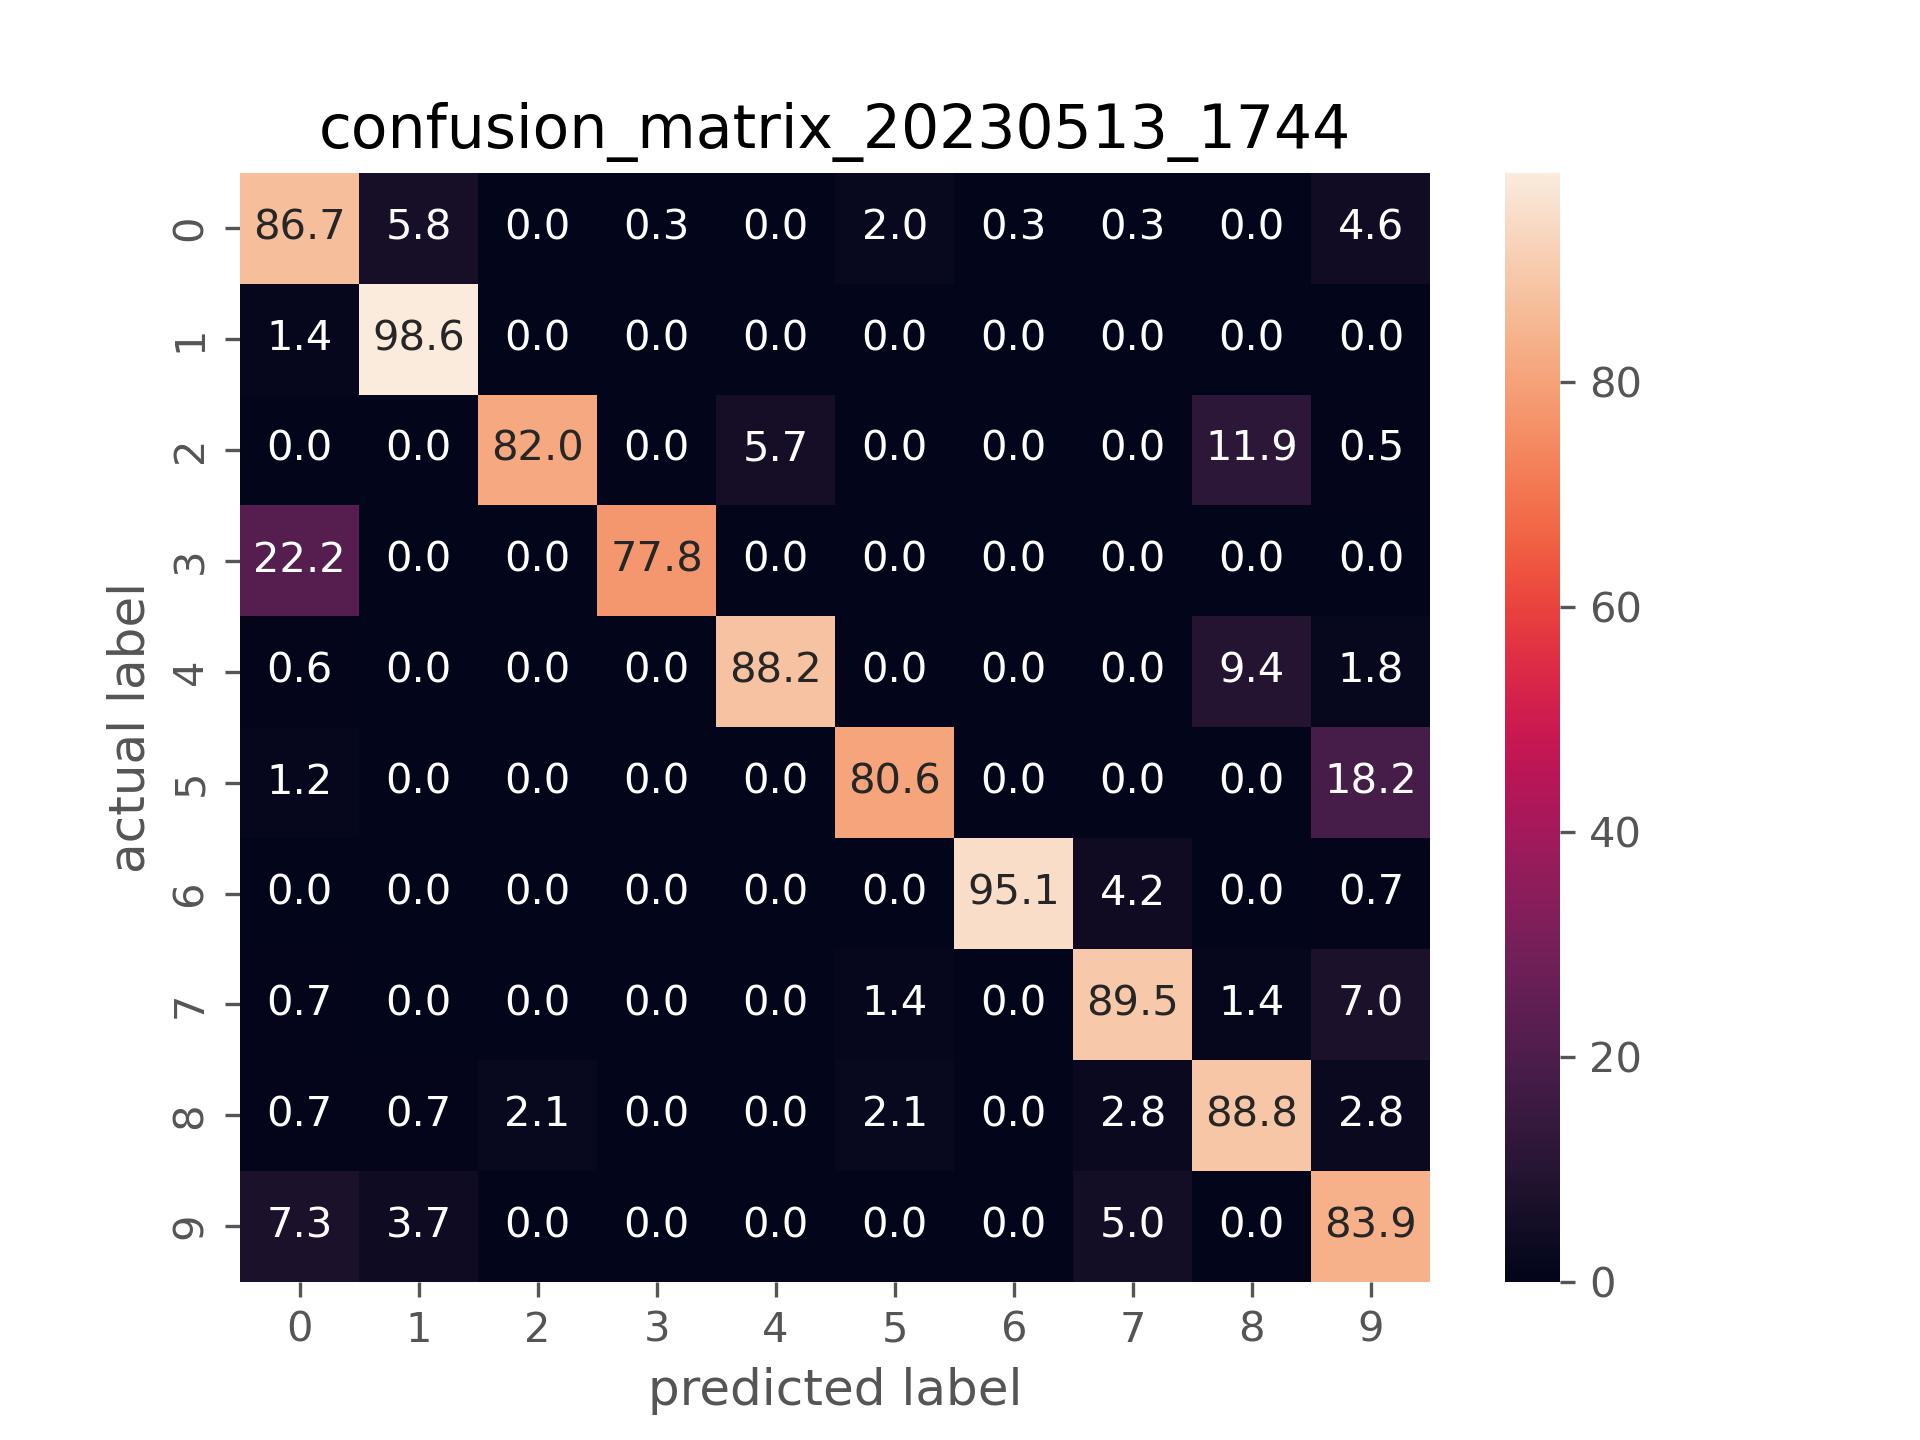 confusion_matrix_20230513_1744
0 86.7 5.8 0.0 0.3 0.0 2.0 0.3 0.3 0.0 4.6
1 1.4 98.6 0.0 0.0 0.0 0.0 0.0 0.0 0.0 0.0
2 0.0 0.0 82.0 0.0 5.7 0.0 0.0 0.0 11.9 0.5
3 22.2 0.0 0.0 77.8 0.0 0.0 0.0 0.0 0.0 0.0
4 0.6 0.0 0.0 0.0 88.2 0.0 0.0 0.0 9.4 1.8
5 1.2 0.0 0.0 0.0 0.0 80.6 0.0 0.0 0.0 18.2
6 0.0 0.0 0.0 0.0 0.0 0.0 95.1 4.2 0.0 0.7
7 0.7 0.0 0.0 0.0 0.0 1.4 0.0 89.5 1.4 7.0
8 0.7 0.7 2.1 0.0 0.0 2.1 0.0 2.8 88.8 2.8
9 7.3 3.7 0.0 0.0 0.0 0.0 0.0 5.0 0.0 83.9
0 1 2 3 4 5 6 7 8 9
predicted label
actual label
80
60
40
20
0